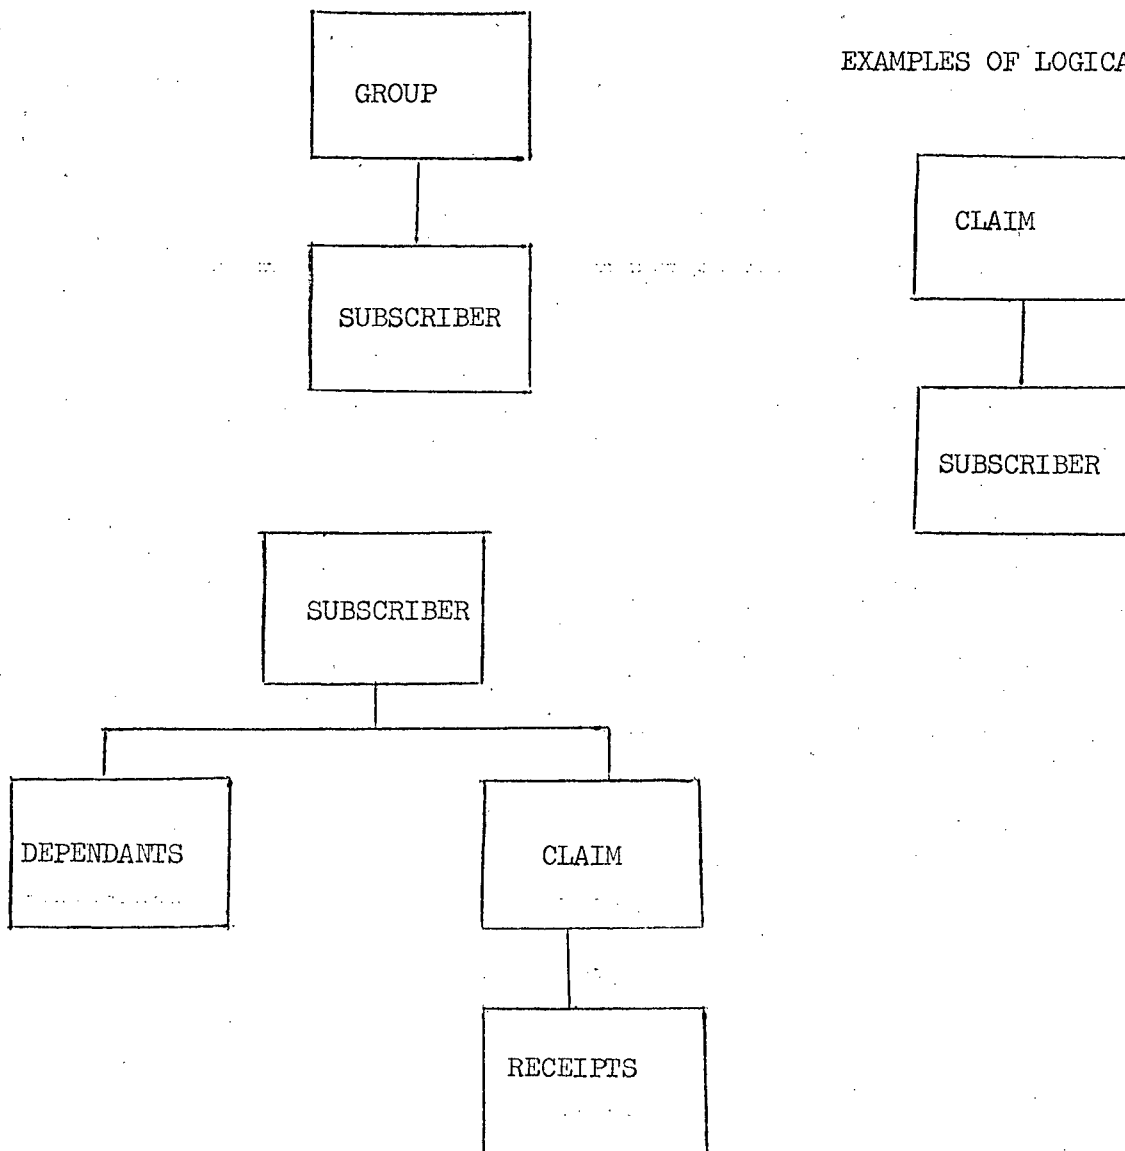 EXAMPLES OF LOGICA
GROUP
CLAIM
SUBSCRIBER
SUBSCRIBER
SUBSCRIBER
DEPENDANTS
CLAIM
RECEIPTS